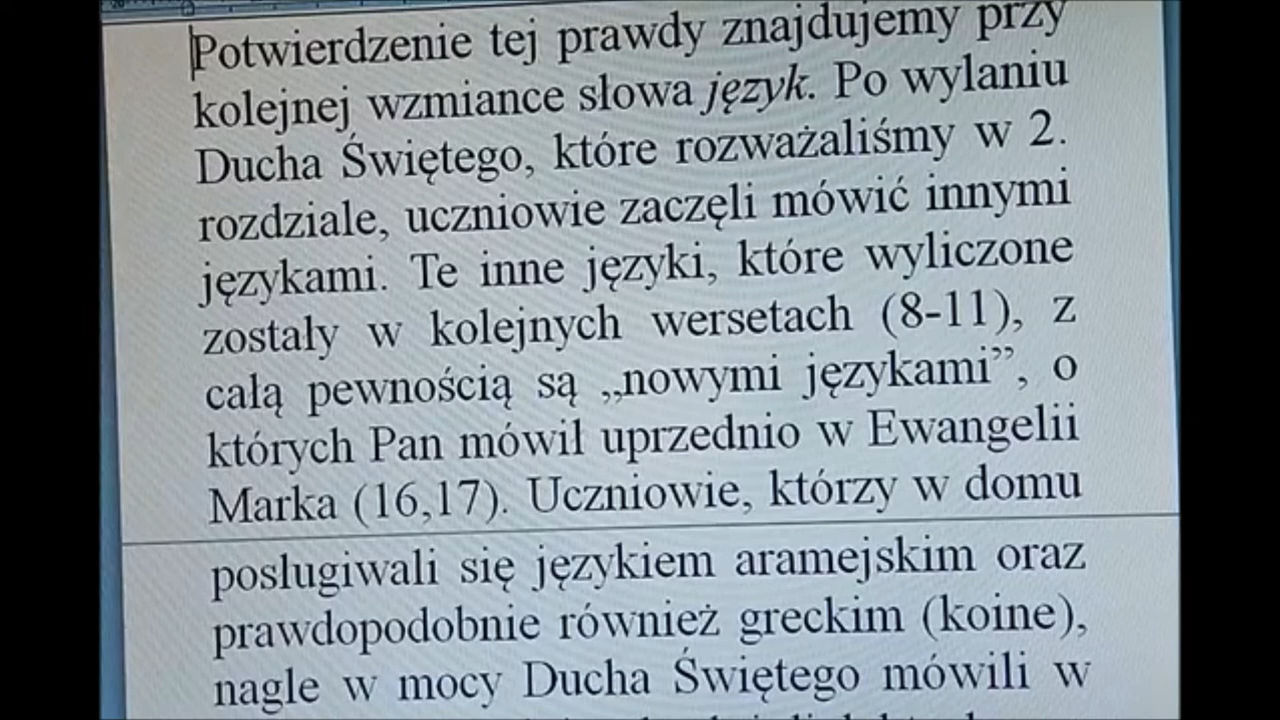 Potwierdzenie tej prawdy znajdujemy przy
kolejnej wzmiance słowa język. Po wylaniu
Ducha Świętego, które rozważaliśmy w 2.
rozdziale, uczniowie zaczęli mówić innymi
językami. Te inne języki, które wyliczone
zostały w kolejnych wersetach (8-11), z
całą pewnością są „nowymi językami”, o
których Pan mówił uprzednio w Ewangelii
Marka (16,17). Uczniowie, którzy w domu
posługiwali się językiem aramejskim oraz
prawdopodobnie również greckim (koine),
nagle w mocy Ducha Świętego mówili w